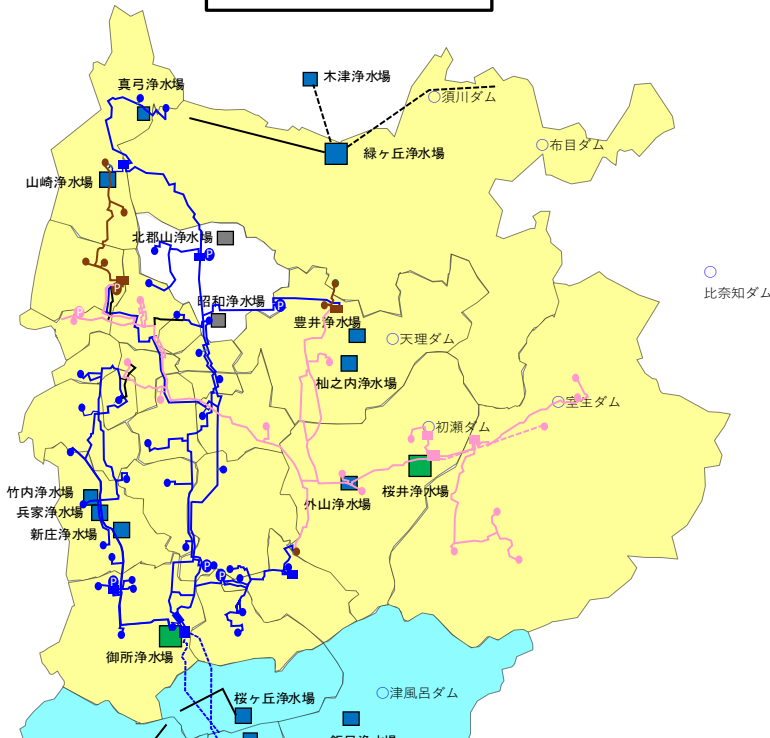 木津浄水場
真弓浄水場
須川ダム
緑ヶ丘浄水場
布目ダム
山崎浄水場
北郡山浄水場
P
比奈知ダム
P
昭和浄水場
P
P
豊井浄水場
天理ダム
杣之内浄水場
室生ダム
初瀬ダム
竹内浄水場
桜井浄水場
外山浄水場
兵家浄水場
新庄浄水場
P
P
P
御所浄水場
桜ヶ丘浄水場
津風呂ダム